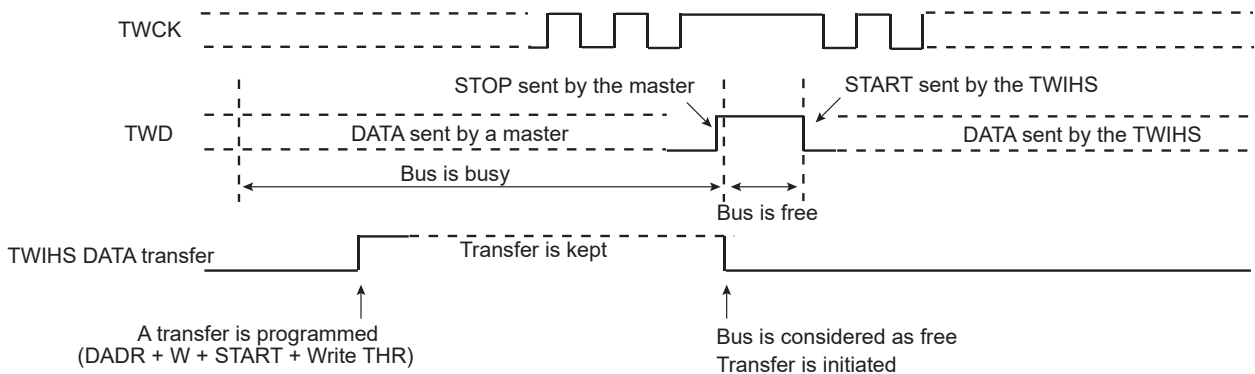 TWCK
STOP sent by the master
START sent by the TWIHS
TWD
DATA sent by a master
DATA sent by the TWIHS
Bus is busy
Bus is free
TWIHS DATA transfer
Transfer is kept
A transfer is programmed
(DADR + W + START + Write THR)
Bus is considered as free
Transfer is initiated